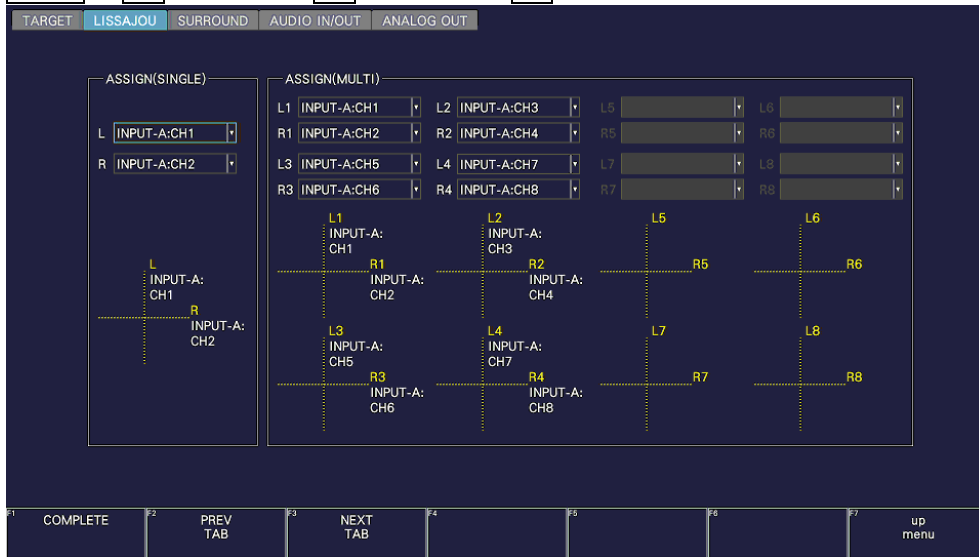 TARGET LISSAJOU SURROUND AUDIO IN/OUT ANALOG OUT
ASSIGN(SINGLE)
L INPUT-A:CH1
R INPUT-A:CH2
L
INPUT-A:
CH1
R
INPUT-A:
CH2
ASSIGN(MULTI)
L1 INPUT-A:CH1 L2 INPUT-A:CH3 L5 L6
R1 INPUT-A:CH2 R2 INPUT-A:CH4 R5 R6
L3 INPUT-A:CH5 L4 INPUT-A:CH7 L7 L8
R3 INPUT-A:CH6 R4 INPUT-A:CH8 R7 R8
L1 L2 L5 L6
INPUT-A: INPUT-A:
CH1 CH3
R1 R2 R5 R6
INPUT-A: INPUT-A:
CH2 CH4
L3 L4 L7 L8
INPUT-A: INPUT-A:
CH5 CH7
R3 R4 R7 R8
INPUT-A: INPUT-A:
CH6 CH8
F1 COMPLETE F2 PREV F3 NEXT F4 F5 F6 F7 up
TAB TAB menu